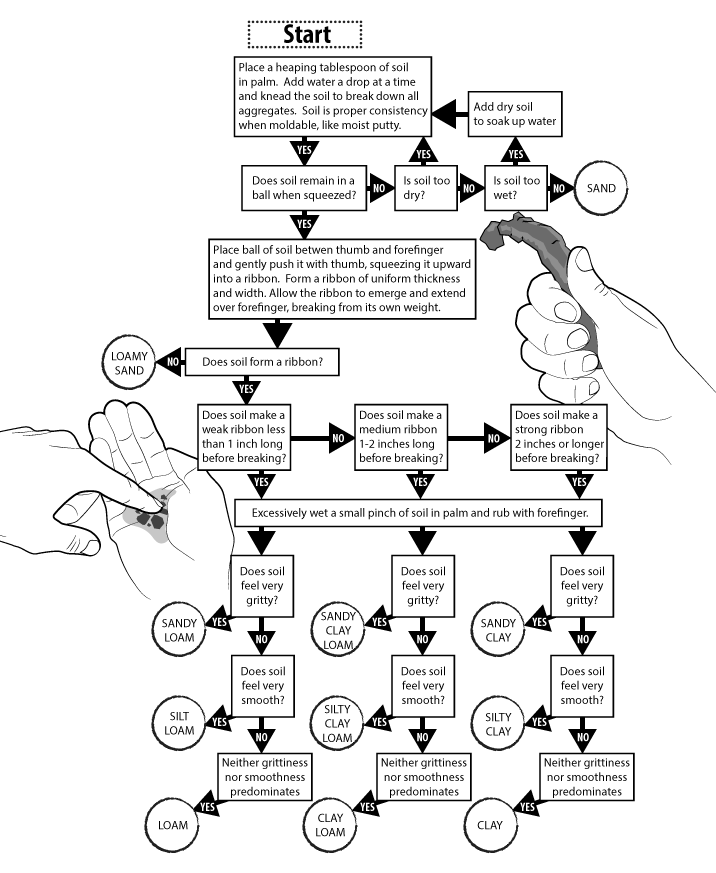 Start
Place a heaping tablespoon of soil
in palm. Add water a drop at a time
and knead the soil to break down all
aggregates. Soil is proper consistency
when moldable, like moist putty.
Add dry soil
to soak up water
YES
YES
YES
Does soil remain in a
ball when squeezed?
NO
Is soil too
dry?
NO
Is soil too
wet?
NO
SAND
YES
Place ball of soil betwen thumb and forefinger
and gently push it with thumb, squeezing it upward
into a ribbon. Form a ribbon of uniform thickness
and width. Allow the ribbon to emerge and extend
over forefinger, breaking from its own weight.
LOAMY
SAND
NO
Does soil form a ribbon?
YES
Does soil make a
weak ribbon less
than 1 inch long
before breaking?
NO
Does soil make a
medium ribbon
1-2 inches long
before breaking?
NO
Does soil make a
strong ribbon
2 inches or longer
before breaking?
YES
YES
YES
Excessively wet a small pinch of soil in palm and rub with forefinger.
Does soil
feel very
gritty?
Does soil
feel very
gritty?
Does soil
feel very
gritty?
SANDY
LOAM
YES
NO
SANDY
CLAY
LOAM
YES
NO
SANDY
CLAY
YES
NO
Does soil
feel very
smooth?
Does soil
feel very
smooth?
Does soil
feel very
smooth?
SILT
LOAM
YES
NO
SILTY
CLAY
LOAM
YES
NO
SILTY
CLAY
YES
NO
Neither grittiness
nor smoothness
predominates
Neither grittiness
nor smoothness
predominates
Neither grittiness
nor smoothness
predominates
LOAM
YES
CLAY
LOAM
YES
CLAY
YES